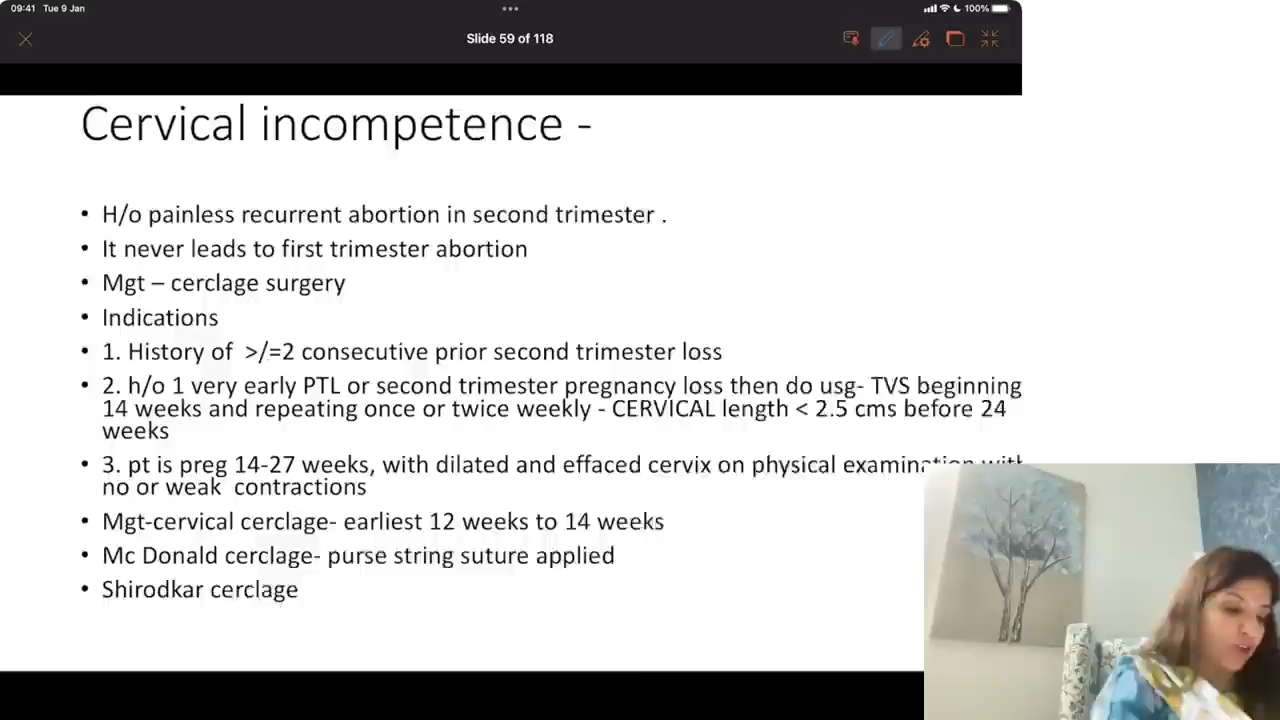 09:41 Tue 9 Jan
100%
Slide 59 of 118
Cervical incompetence -
• H/o painless recurrent abortion in second trimester .
• It never leads to first trimester abortion
• Mgt – cerclage surgery
• Indications
• 1. History of >/=2 consecutive prior second trimester loss
• 2. h/o 1 very early PTL or second trimester pregnancy loss then do usg- TVS beginning
14 weeks and repeating once or twice weekly - CERVICAL length < 2.5 cms before 24
weeks
• 3. pt is preg 14-27 weeks, with dilated and effaced cervix on physical examination with
no or weak contractions
• Mgt-cervical cerclage- earliest 12 weeks to 14 weeks
• Mc Donald cerclage- purse string suture applied
• Shirodkar cerclage